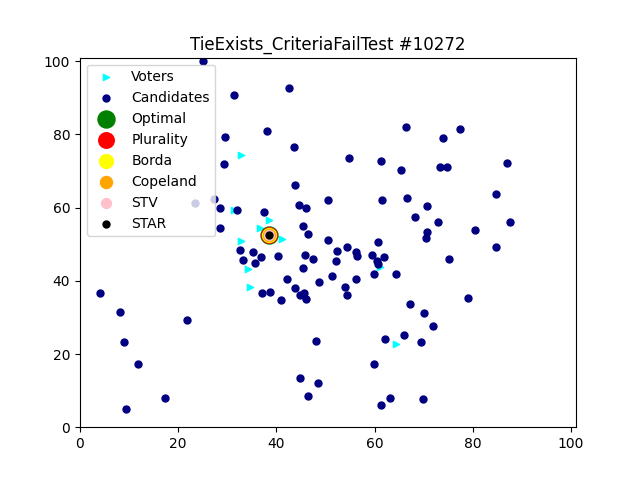 TieExists_CriteriaFailTest #10272
Voters
Candidates
Optimal
Plurality
Borda
Copeland
STV
STAR
100
80
60
40
20
0
0 20 40 60 80 100